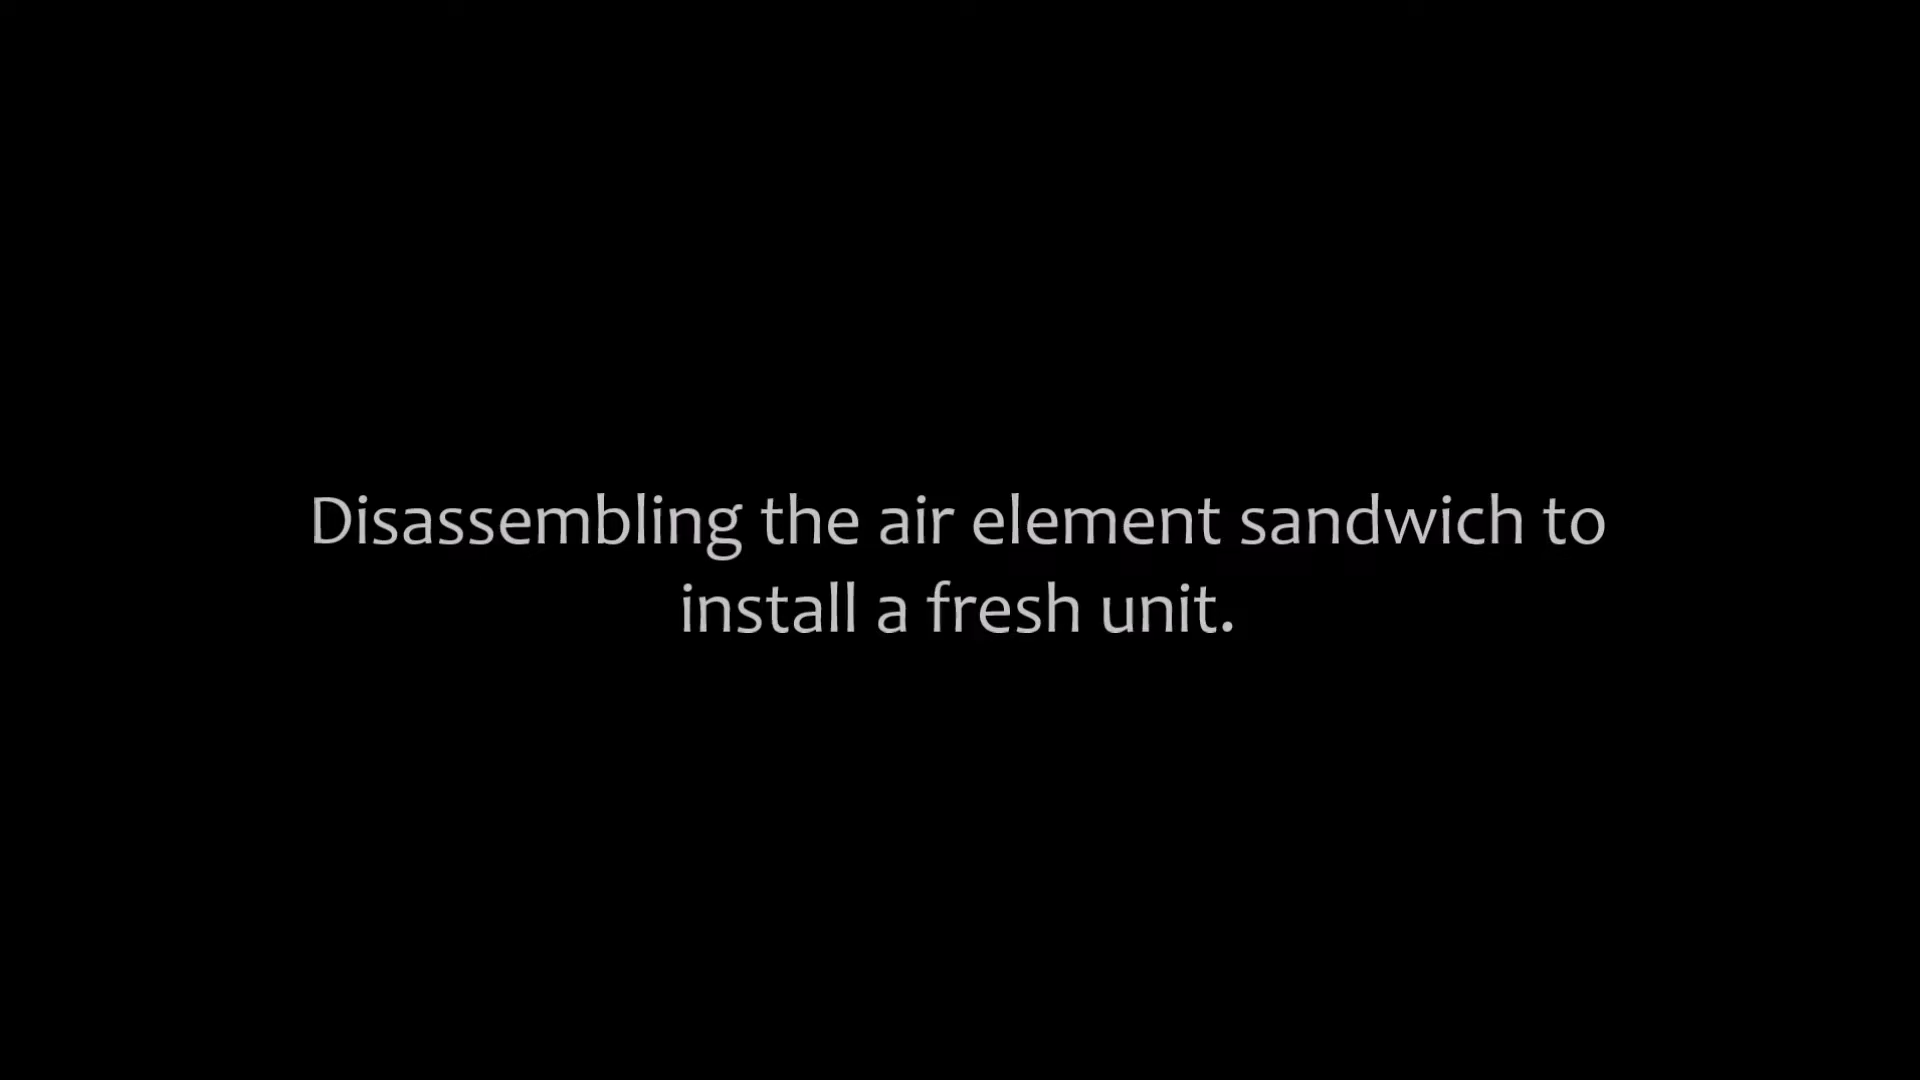 Disassembling the air element sandwich to
install a fresh unit.